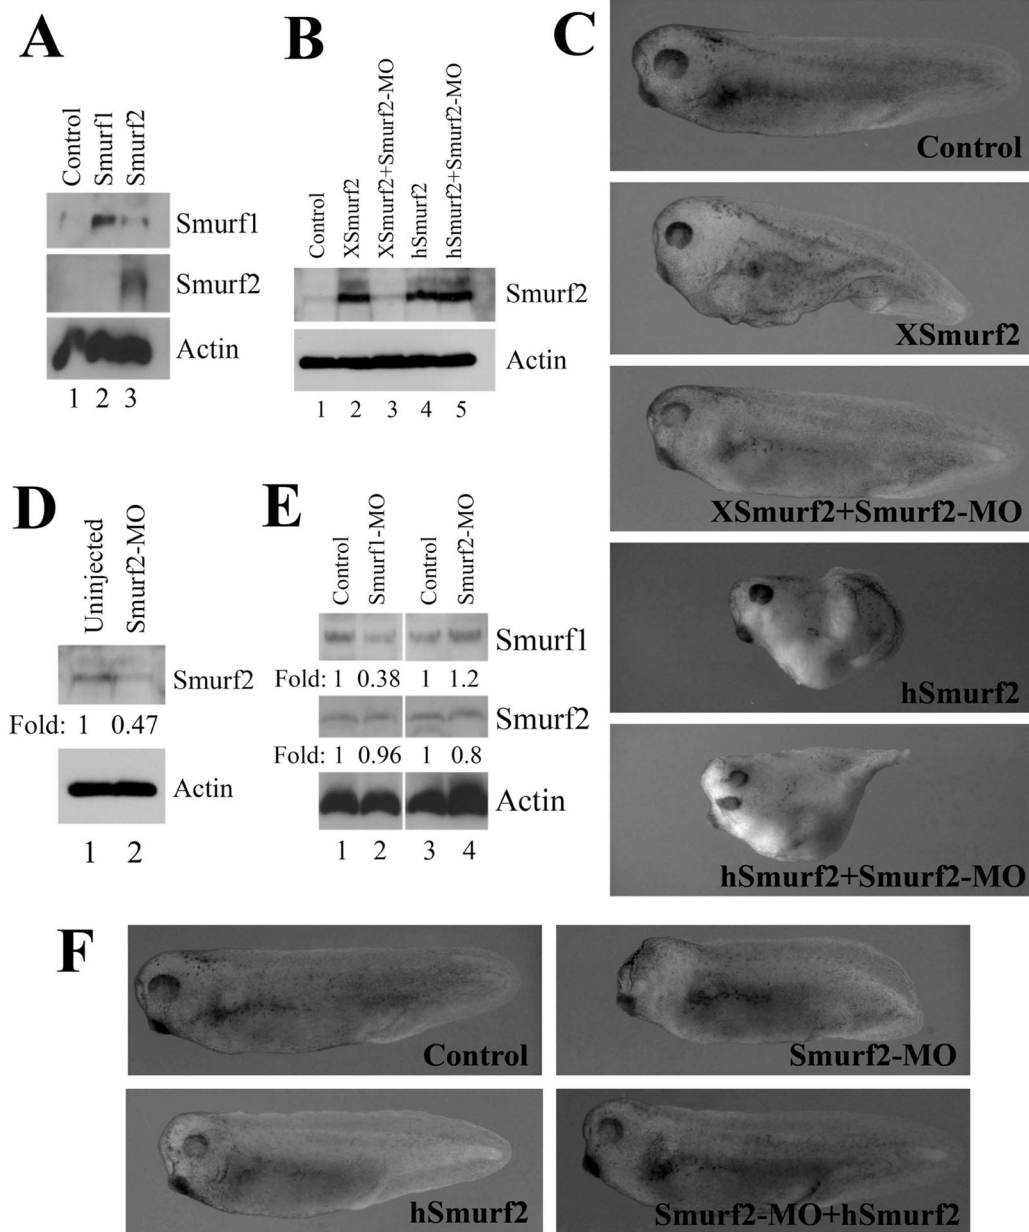 A
Control
Smurf1
Smurf2
Smurf1
Smurf2
Actin
1 2 3
B
Control
XSmurf2
XSmurf2+Smurf2-MO
hSmurf2
hSmurf2+Smurf2-MO
Smurf2
Actin
1 2 3 4 5
C
Control
XSmurf2
XSmurf2+Smurf2-MO
hSmurf2
hSmurf2+Smurf2-MO
D
Uninjected
Smurf2-MO
Smurf2
Fold: 1 0.47
Actin
1 2
E
Control
Smurf1-MO
Control
Smurf2-MO
Smurf1
Fold: 1 0.38 1 1.2
Smurf2
Fold: 1 0.96 1 0.8
Actin
1 2 3 4
F
Control
Smurf2-MO
hSmurf2
Smurf2-MO+hSmurf2